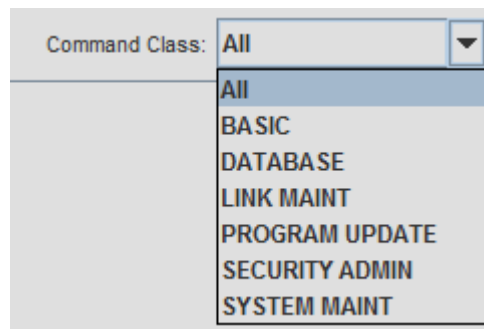 Command Class: All
All
BASIC
DATABASE
LINK MAINT
PROGRAM UPDATE
SECURITY ADMIN
SYSTEM MAINT